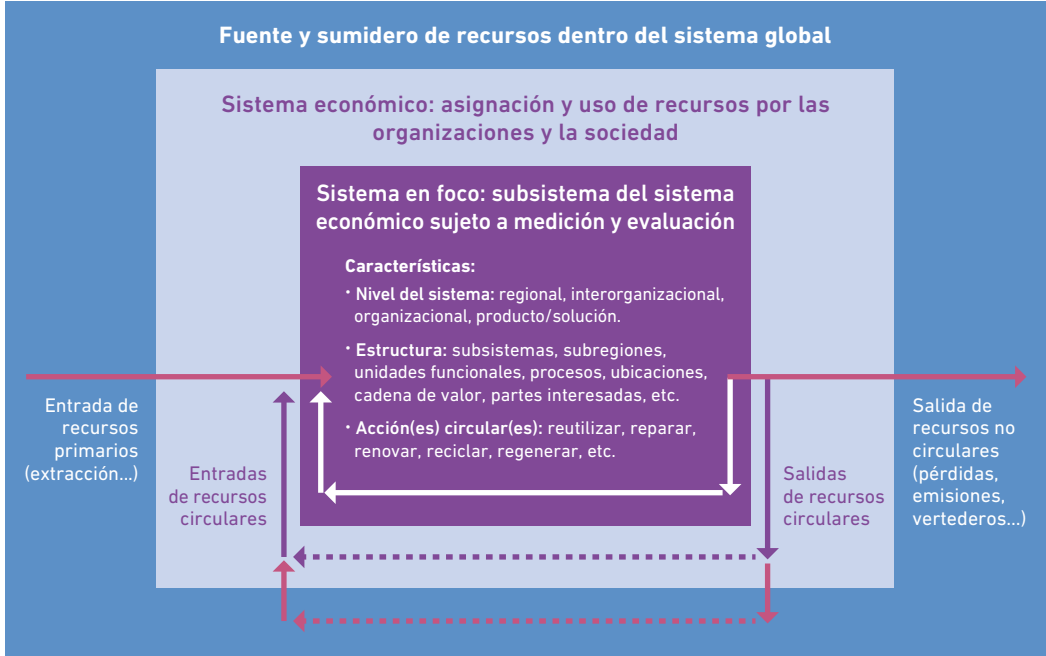 Fuente y sumidero de recursos dentro del sistema global
Sistema económico: asignación y uso de recursos por las
organizaciones y la sociedad
Sistema en foco: subsistema del sistema
económico sujeto a medición y evaluación
Características:
• Nivel del sistema: regional, interorganizacional,
organizacional, producto/solución.
• Estructura: subsistemas, subregiones,
unidades funcionales, procesos, ubicaciones,
cadena de valor, partes interesadas, etc.
• Acción(es) circular(es): reutilizar, reparar,
renovar, reciclar, regenerar, etc.
Entrada de
recursos
primarios
(extracción...)
Entradas
de recursos
circulares
Salidas
de recursos
circulares
Salida de
recursos no
circulares
(pérdidas,
emisiones,
vertederos...)